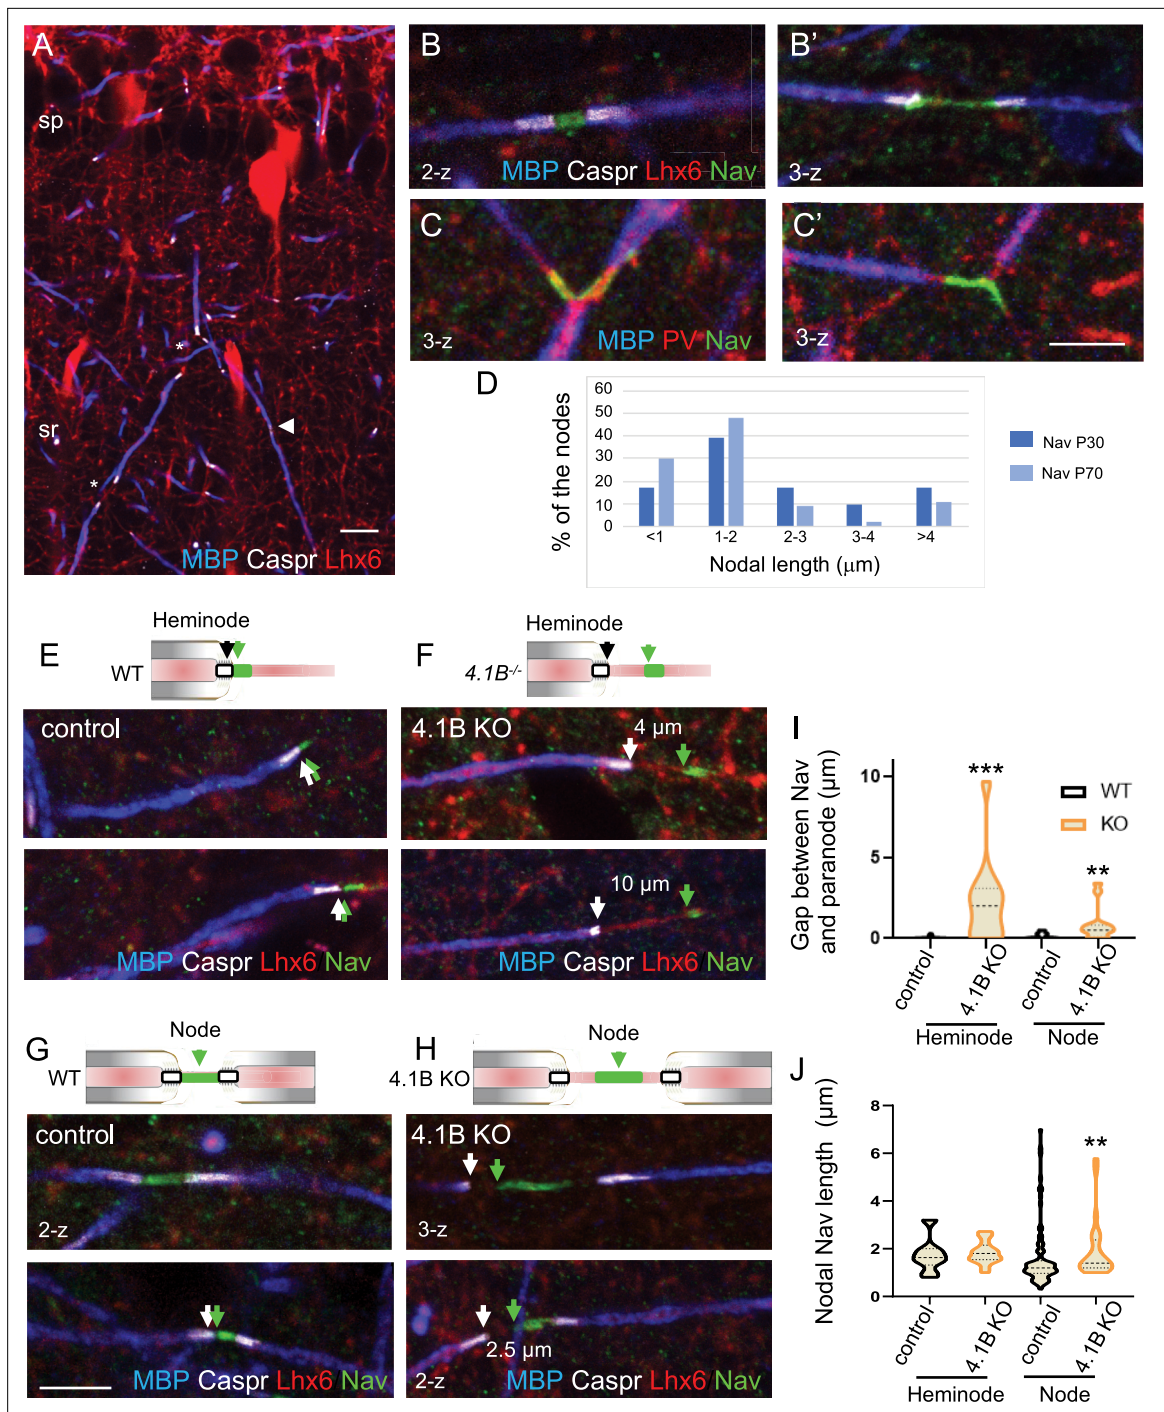 A
sp
*
sr
*
MBP Caspr Lhx6
B
2-z
MBP Caspr Lhx6 Nav
B’
3-z
C
3-z
MBP PV Nav
C’
3-z
D
% of the nodes
60
50
40
30
20
10
0
<1 1-2 2-3 3-4 >4
Nodal length (μm)
Nav P30
Nav P70
E
Heminode
WT
control
MBP Caspr Lhx6 Nav
F
Heminode
4.1B-/-
4.1B KO
4 μm
10 μm
MBP Caspr Lhx6 Nav
G
Node
WT
control
2-z
MBP Caspr Lhx6 Nav
H
Node
4.1B KO
4.1B KO
3-z
2.5 μm
2-z
MBP Caspr Lhx6 Nav
I
Gap between Nav
and paranode (μm)
10
5
0
***
**
WT
KO
control 4.1B KO control 4.1B KO
Heminode Node
J
Nodal Nav length (μm)
8
6
4
2
0
**
control 4.1B KO control 4.1B KO
Heminode Node